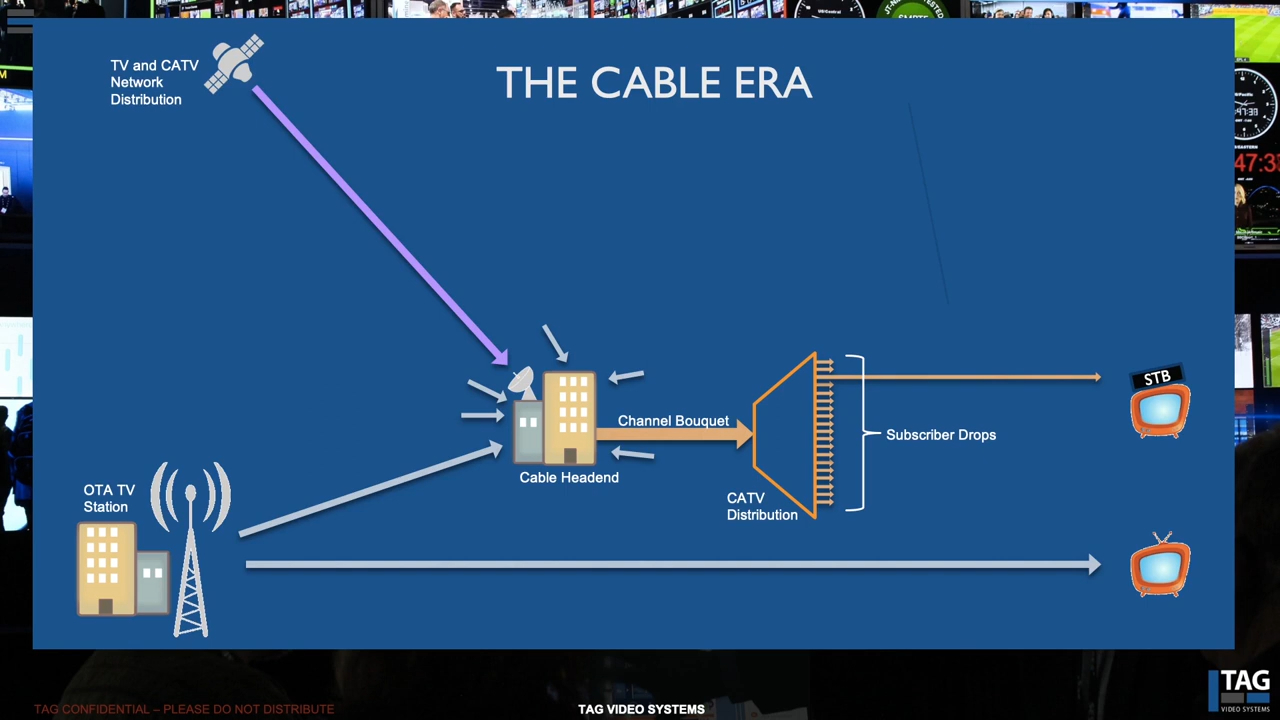 THE CABLE ERA
TV and CATV
Network
Distribution
STB
Channel Bouquet
Subscriber Drops
Cable Headend
OTA TV
Station
CATV
Distribution
TAG CONFIDENTIAL – PLEASE DO NOT DISTRIBUTE
TAG VIDEO SYSTEMS
TAG
VIDEO SYSTEMS